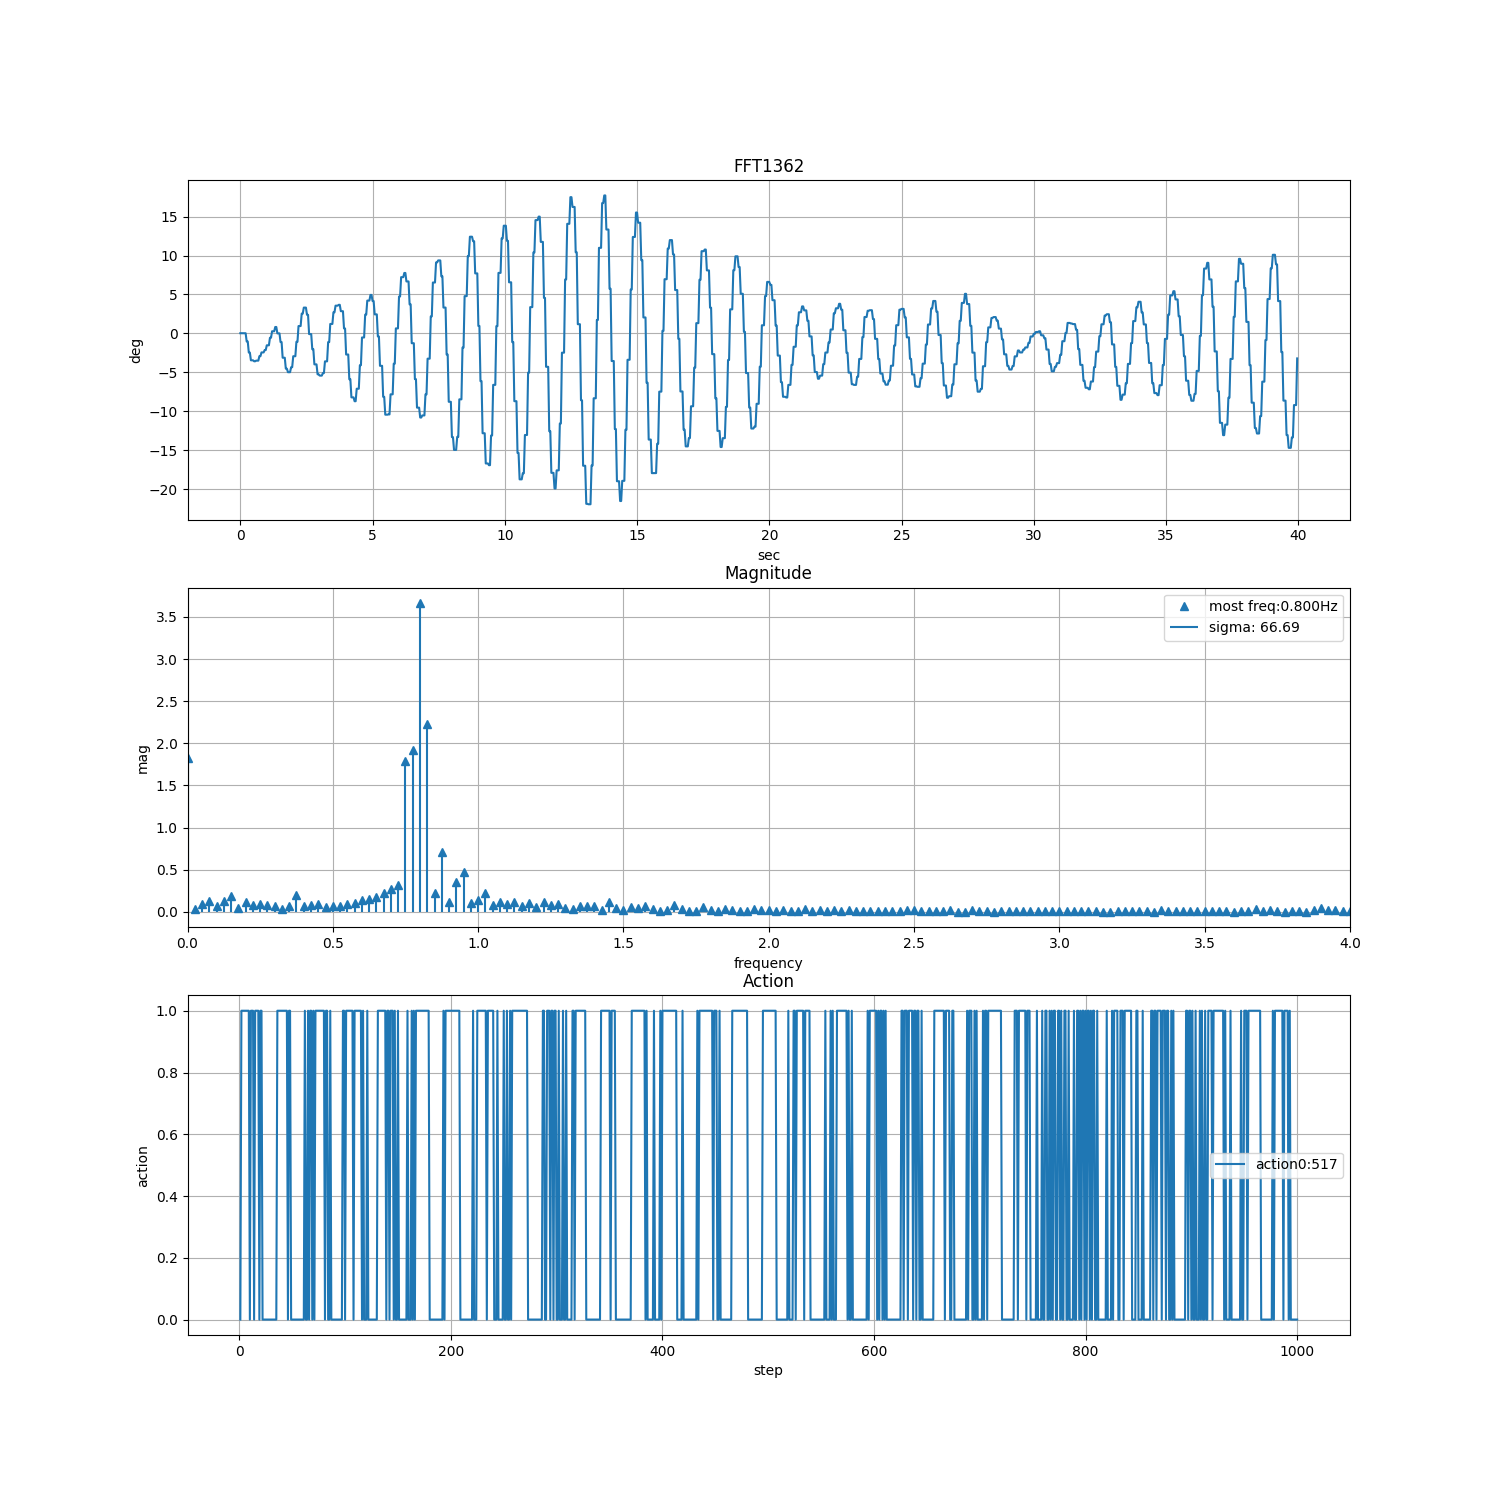 FFT1362
15
10
5
0
−5
−10
−15
−20
deg
0 5 10 15 20 25 30 35 40
sec
Magnitude
most freq:0.800Hz
sigma: 66.69
3.5
3.0
2.5
2.0
1.5
1.0
0.5
0.0
mag
0.0 0.5 1.0 1.5 2.0 2.5 3.0 3.5 4.0
frequency
Action
1.0
0.8
0.6
0.4
0.2
0.0
action
action0:517
0 200 400 600 800 1000
step